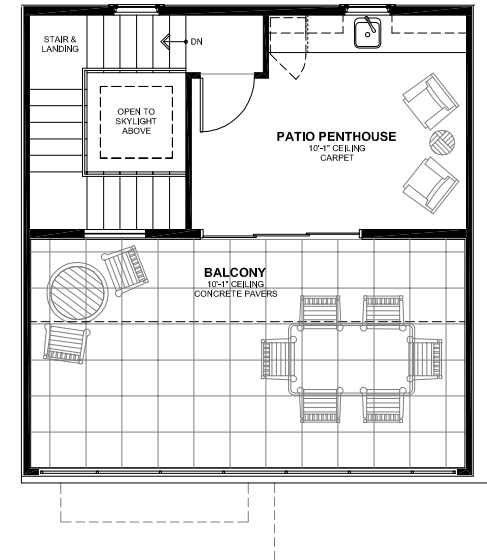 STAIR &
LANDING
DN
OPEN TO
SKYLIGHT
ABOVE
PATIO PENTHOUSE
10'-1" CEILING
CARPET
BALCONY
10'-1" CEILING
CONCRETE PAVERS